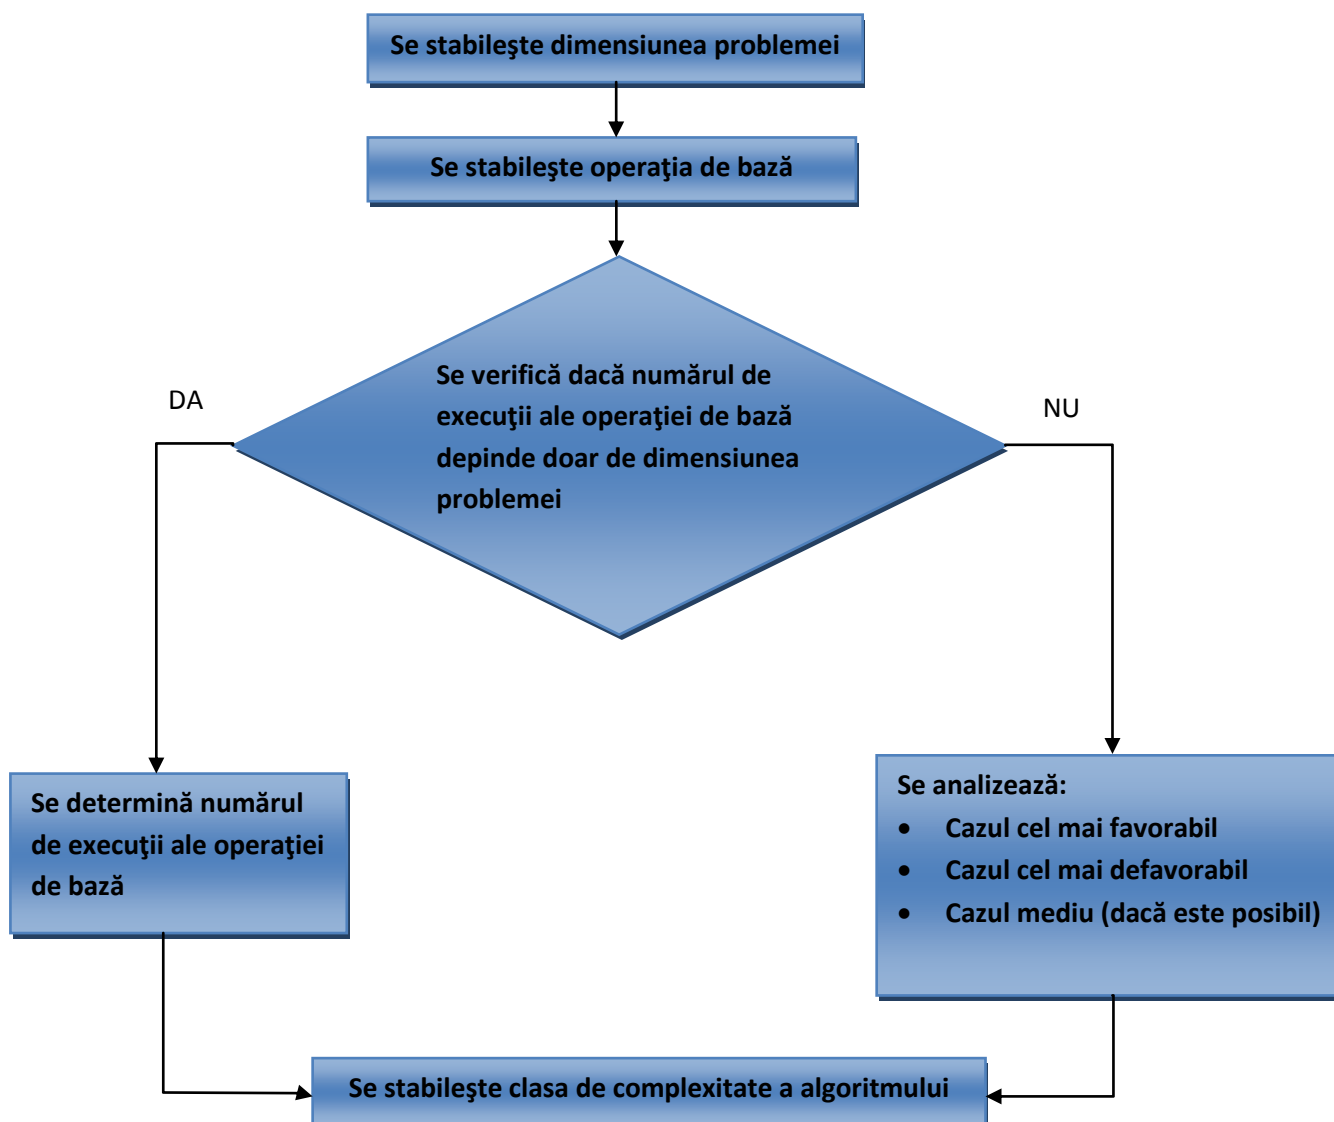 Se stabileşte dimensiunea problemei
Se stabileşte operaţia de bază
Se verifică dacă numărul de
execuţii ale operaţiei de bază
depinde doar de dimensiunea
problemei
DA
NU
Se determină numărul
de execuţii ale operaţiei
de bază
Se analizează:
• Cazul cel mai favorabil
• Cazul cel mai defavorabil
• Cazul mediu (dacă este posibil)
Se stabileşte clasa de complexitate a algoritmului